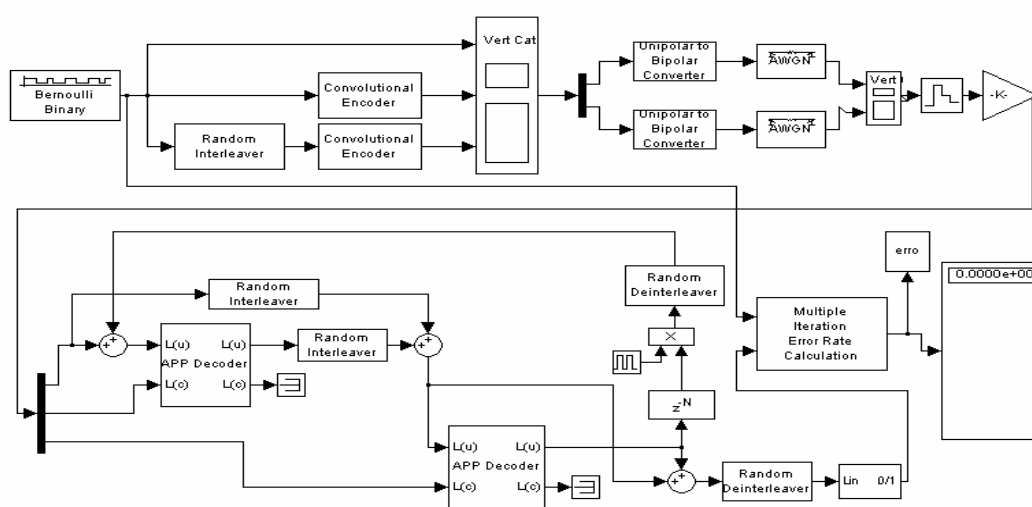 Vert Cat
Unipolar to
Bipolar
Converter
AWGN
Vert
-K-
Bernoulli
Binary
Convolutional
Encoder
Random
Interleaver
Convolutional
Encoder
Unipolar to
Bipolar
Converter
AWGN
erro
0.0000e+00
Random
Interleaver
Random
Deinterleaver
Multiple
Iteration
Error Rate
Calculation
+
+
L(u) L(u)
APP Decoder
L(c) L(c)
Random
Interleaver
+
+
X
z-N
L(u) L(u)
APP Decoder
L(c) L(c)
+
+
Random
Deinterleaver
Lin 0/1